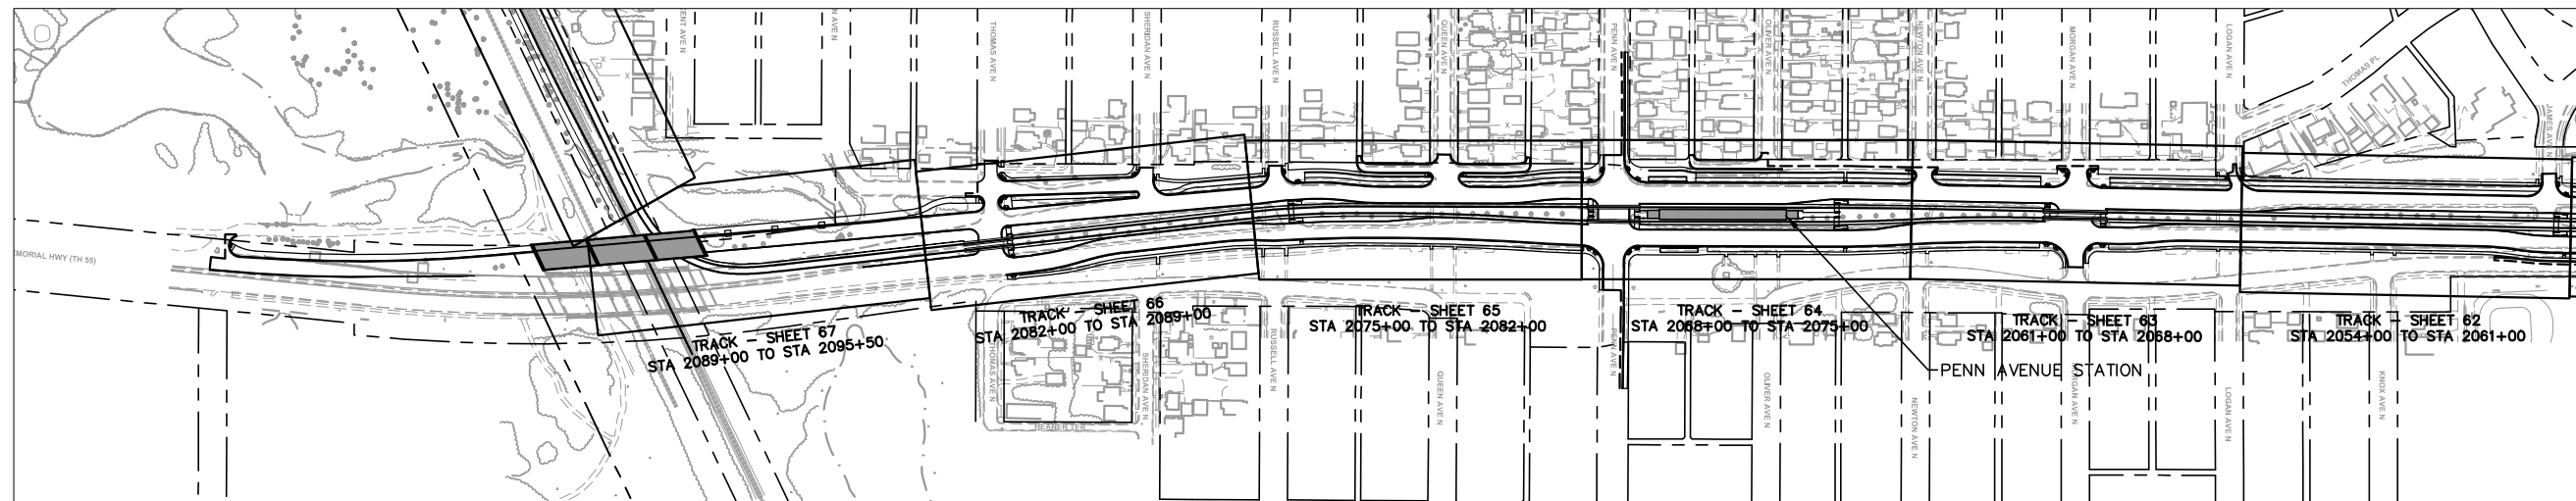 CENT AVE N
N AVE N
THOMAS AVE N
SHERIDAN AVE N
RUSSELL AVE N
QUEEN AVE N
PENN AVE N
OLIVER AVE N
NEWTON AVE N
MORGAN AVE N
LOGAN AVE N
THOMAS PL
JAMES AVE N
EMORIAL HWY (TH 55)
TRACK - SHEET 67
STA 2089+00 TO STA 2095+50
TRACK - SHEET 66
STA 2082+00 TO STA 2089+00
TRACK - SHEET 65
STA 2075+00 TO STA 2082+00
TRACK - SHEET 64
STA 2068+00 TO STA 2075+00
TRACK - SHEET 63
STA 2061+00 TO STA 2068+00
TRACK - SHEET 62
STA 2054+00 TO STA 2061+00
PENN AVENUE STATION
THOMAS AVE N
SHERIDAN AVE N
RUSSELL AVE N
QUEEN AVE N
PENN AVE N
OLIVER AVE N
NEWTON AVE N
MORGAN AVE N
LOGAN AVE N
KNOX AVE N